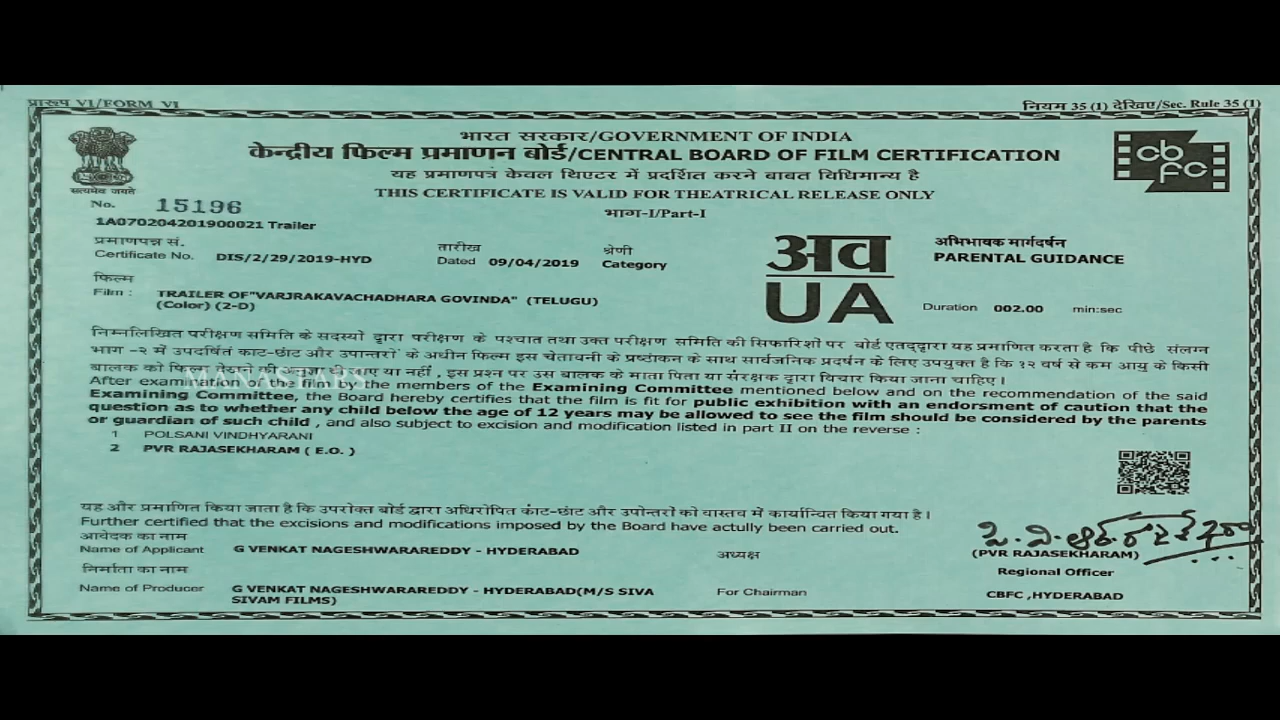 प्रारूप VI/FORM VI
नियम 35 (1) देखिए/Sec. Rule 35 (1)
भारत सरकार/GOVERNMENT OF INDIA
केन्द्रीय फिल्म प्रमाणन बोर्ड/CENTRAL BOARD OF FILM CERTIFICATION
cb
fc
यह प्रमाणपत्र केवल थिएटर में प्रदर्शित करने बाबत विधिमान्य है
सत्यमेव जयते
THIS CERTIFICATE IS VALID FOR THEATRICAL RELEASE ONLY
No. 15196
भाग-I/Part-I
1A070204201900021 Trailer
प्रमाणपत्र सं.
Certificate No. DIS/2/29/2019-HYD
तारीख
Dated 09/04/2019
श्रेणी
Category
अव
UA
अभिभावक मार्गदर्षन
PARENTAL GUIDANCE
फिल्म
Film : TRAILER OF"VARJRAKAVACHADHARA GOVINDA" (TELUGU)
(Color) (2-D)
Duration 002.00 min:sec
निम्नलिखित परीक्षण समिति के सदस्यों द्वारा परीक्षण के पश्चात तथा उक्त परीक्षण समिति की सिफारिशों पर बोर्ड एतद्द्वारा यह प्रमाणित करता है कि पीछे संलग्न
भाग -२ में उपदर्षित काट-छाँट और उपान्तरों के अधीन फिल्म इस चेतावनी के प्रष्ठांकन के साथ सार्वजनिक प्रदर्षन के लिए उपयुक्त है कि १२ वर्ष से कम आयु के किसी
बालक को या नहीं , इस प्रश्न पर उस बालक के माता पिता या संरक्षक द्वारा विचार किया जाना चाहिए।
MANASTARS
After examination of the film by the members of the Examining Committee mentioned below and on the recommendation of the said
Examining Committee, the Board hereby certifies that the film is fit for public exhibition with an endorsment of caution that the
question as to whether any child below the age of 12 years may be allowed to see the film should be considered by the parents
or guardian of such child , and also subject to excision and modification listed in part II on the reverse :
1 POLSANI VINDHYARANI
2 PVR RAJASEKHARAM ( E.O. )
यह और प्रमाणित किया जाता है कि उपरोक्त बोर्ड द्वारा अधिरोपित काट-छाँट और उपांतरों को वास्तव में कार्यान्वित किया गया है।
Further certified that the excisions and modifications imposed by the Board have actully been carried out.
आवेदक का नाम
Name of Applicant G VENKAT NAGESHWARAREDDY - HYDERABAD
अध्यक्ष
(PVR RAJASEKHARAM)
निर्माता का नाम
Regional Officer
Name of Producer G VENKAT NAGESHWARAREDDY - HYDERABAD(M/S SIVA
SIVAM FILMS)
For Chairman
CBFC ,HYDERABAD